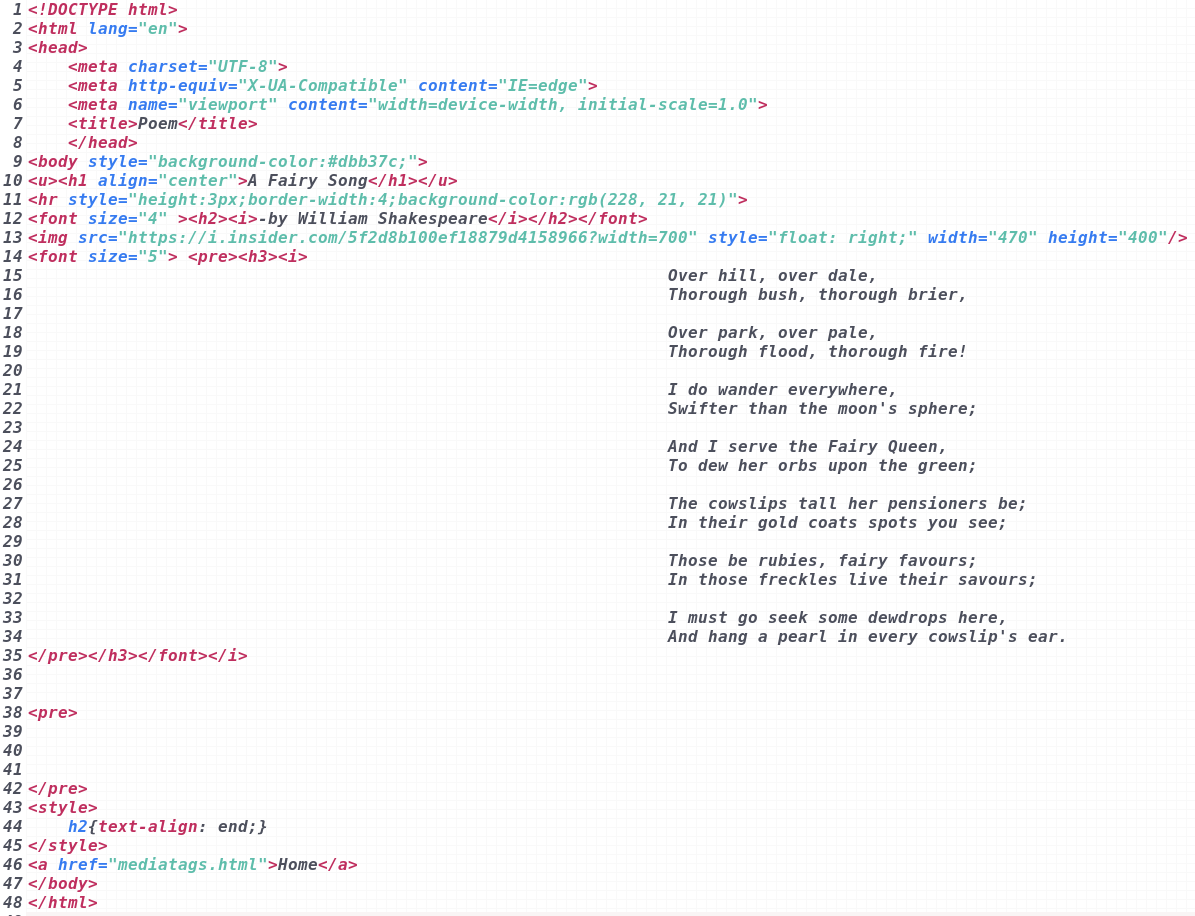 1 <!DOCTYPE html>
2 <html lang="en">
3 <head>
4     <meta charset="UTF-8">
5     <meta http-equiv="X-UA-Compatible" content="IE=edge">
6     <meta name="viewport" content="width=device-width, initial-scale=1.0">
7     <title>Poem</title>
8     </head>
9 <body style="background-color:#dbb37c;">
10 <u><h1 align="center">A Fairy Song</h1></u>
11 <hr style="height:3px;border-width:4;background-color:rgb(228, 21, 21)">
12 <font size="4" ><h2><i>-by William Shakespeare</i></h2></font>
13 <img src="https://i.insider.com/5f2d8b100ef18879d4158966?width=700" style="float: right;" width="470" height="400"/>
14 <font size="5"> <pre><h3><i>
15 Over hill, over dale,
16 Thorough bush, thorough brier,
17
18 Over park, over pale,
19 Thorough flood, thorough fire!
20
21 I do wander everywhere,
22 Swifter than the moon's sphere;
23
24 And I serve the Fairy Queen,
25 To dew her orbs upon the green;
26
27 The cowslips tall her pensioners be;
28 In their gold coats spots you see;
29
30 Those be rubies, fairy favours;
31 In those freckles live their savours;
32
33 I must go seek some dewdrops here,
34 And hang a pearl in every cowslip's ear.
35 </pre></h3></font></i>
36
37
38 <pre>
39
40
41
42 </pre>
43 <style>
44     h2{text-align: end;}
45 </style>
46 <a href="mediatags.html">Home</a>
47 </body>
48 </html>